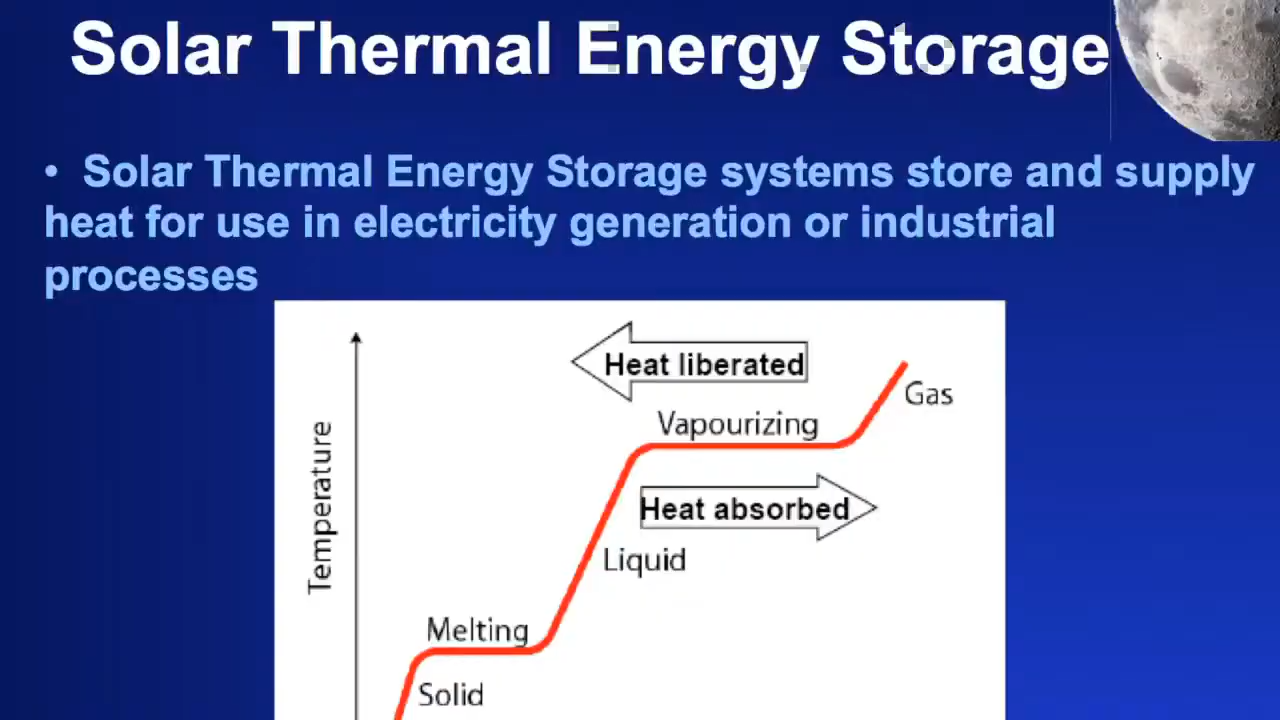 Solar Thermal Energy Storage
• Solar Thermal Energy Storage systems store and supply
heat for use in electricity generation or industrial
processes
Heat liberated
Gas
Vapourizing
Temperature
Heat absorbed
Liquid
Melting
Solid